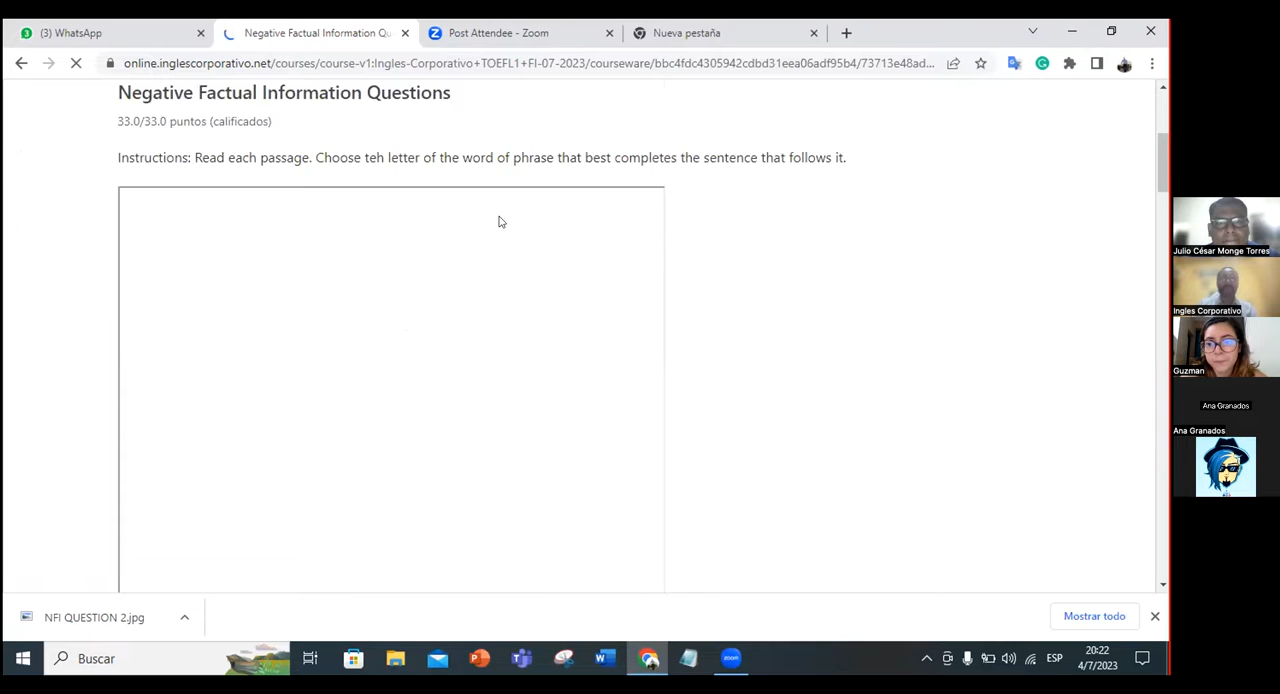 (3) WhatsApp
Negative Factual Information Qu
Post Attendee - Zoom
Nueva pestaña
online.inglescorporativo.net/courses/course-v1:Ingles-Corporativo+TOEFL1+FI-07-2023/courseware/bbc4fdc4305942cdbd31eea06adf95b4/73713e48ad...
Negative Factual Information Questions
33.0/33.0 puntos (calificados)
Instructions: Read each passage. Choose teh letter of the word of phrase that best completes the sentence that follows it.
Julio César Monge Torres
Ingles Corporativo
Guzman
Ana Granados
Ana Granados
NFI QUESTION 2.jpg
Mostrar todo
Buscar
ESP
20:22
4/7/2023